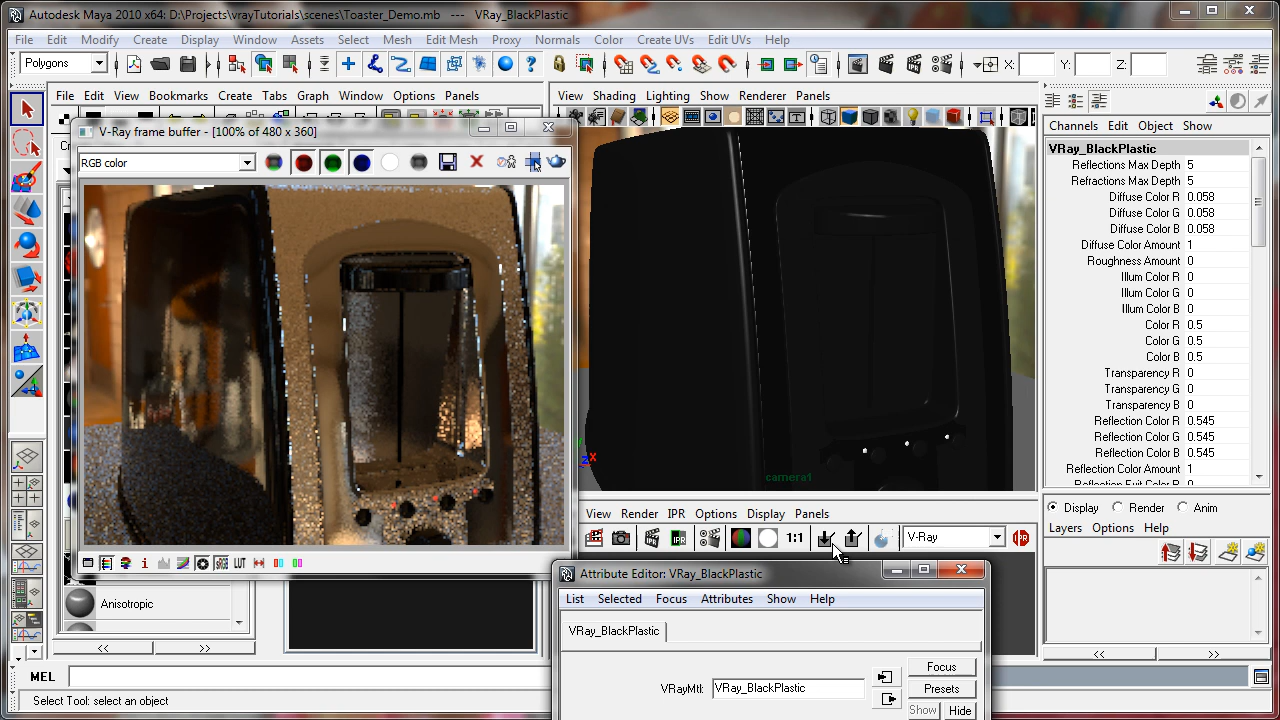 Autodesk Maya 2010 x64: D:\Projects\vrayTutorials\scenes\Toaster_Demo.mb --- VRay_BlackPlastic
File Edit Modify Create Display Window Assets Select Mesh Edit Mesh Proxy Normals Color Create UVs Edit UVs Help
Polygons X: Y: Z:
File Edit View Bookmarks Create Tabs Graph Window Options Panels
View Shading Lighting Show Renderer Panels
Channels Edit Object Show
V-Ray frame buffer - [100% of 480 x 360]
RGB color
VRay_BlackPlastic
Reflections Max Depth 5
Refractions Max Depth 5
Diffuse Color R 0.058
Diffuse Color G 0.058
Diffuse Color B 0.058
Diffuse Color Amount 1
Roughness Amount 0
Illum Color R 0
Illum Color G 0
Illum Color B 0
Color R 0.5
Color G 0.5
Color B 0.5
Transparency R 0
Transparency G 0
Transparency B 0
Reflection Color R 0.545
Reflection Color G 0.545
Reflection Color B 0.545
Reflection Color Amount 1
Reflection Exit Color R 0
camera1
Display Render Anim
Layers Options Help
View Render IPR Options Display Panels
1:1 V-Ray
sRGB LUT
Anisotropic
<< >>
<< >>
Attribute Editor: VRay_BlackPlastic
List Selected Focus Attributes Show Help
VRay_BlackPlastic
VRayMtl: VRay_BlackPlastic
Focus
Presets
Show Hide
MEL
Select Tool: select an object